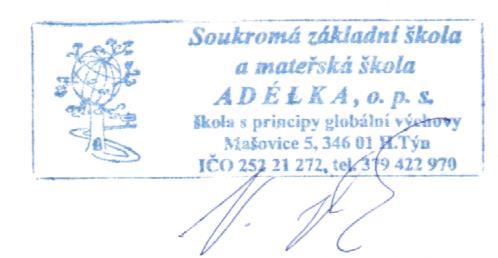 Soukromá základní škola
a mateřská škola
ADÉLKA, o. p. s.
škola s principy globální výchovy
Mašovice 5, 346 01 H.Týn
IČO 252 21 272, tel. 379 422 970